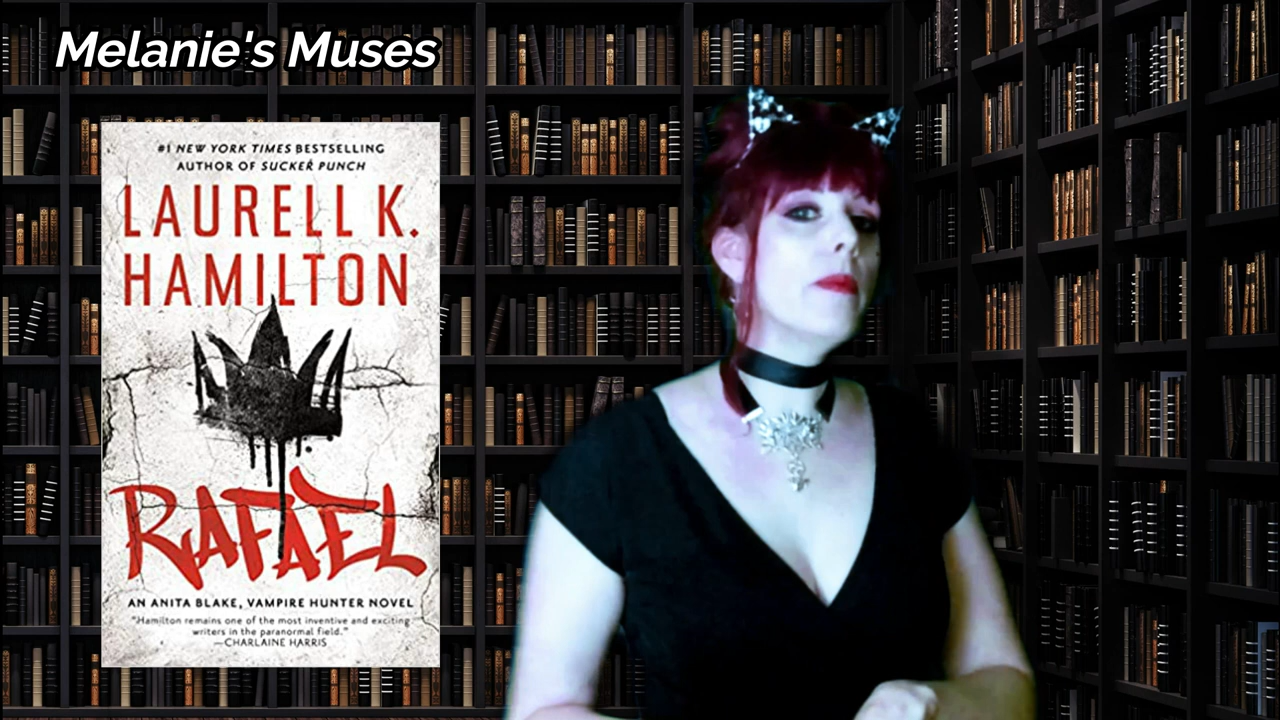 Melanie's Muses
#1 NEW YORK TIMES BESTSELLING
AUTHOR OF SUCKER PUNCH
LAURELL K.
HAMILTON
RAFAEL
AN ANITA BLAKE, VAMPIRE HUNTER NOVEL
"Hamilton remains one of the most inventive and exciting
writers in the paranormal field."
—CHARLAINE HARRIS